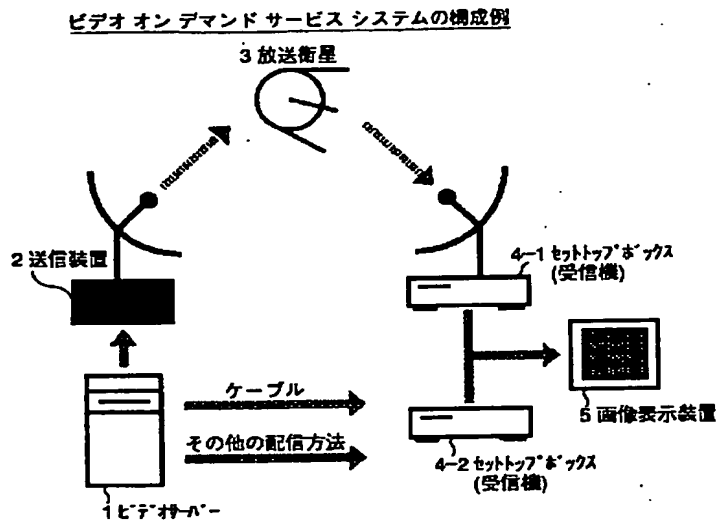 ビデオ オン デマンド サービス システムの構成例
3 放送衛星
2 送信装置
4-1 セットトップボックス
(受信機)
ケーブル
5 画像表示装置
その他の配信方法
4-2 セットトップボックス
(受信機)
1 ビデオサーバー